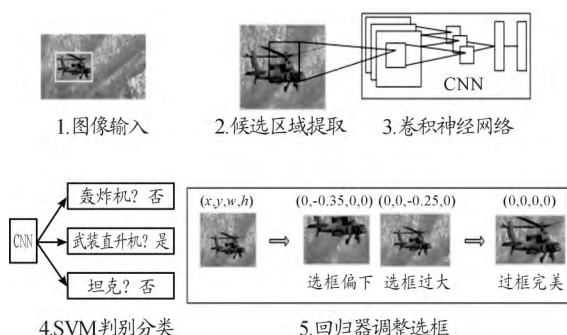 CNN
1.图像输入 2.候选区域提取 3.卷积神经网络
轰炸机？否
(x,y,w,h) (0,-0.35,0,0) (0,0,-0.25,0) (0,0,0,0)
CNN
武装直升机？是
坦克？否
选框偏下 选框过大 过框完美
4.SVM判别分类 5.回归器调整选框